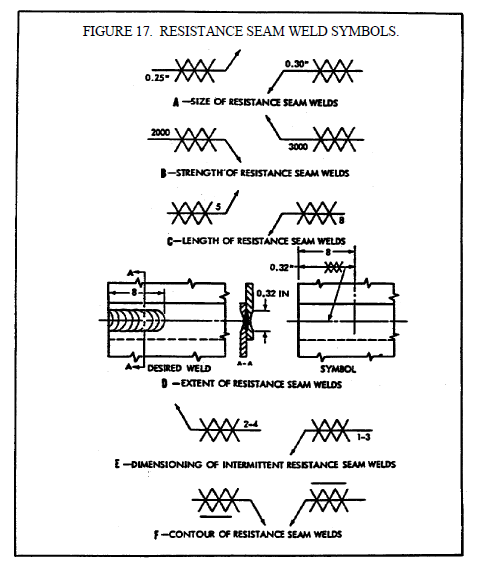 FIGURE 17. RESISTANCE SEAM WELD SYMBOLS.
0.25"
0.30"
A—SIZE OF RESISTANCE SEAM WELDS
2000
3000
B—STRENGTH OF RESISTANCE SEAM WELDS
5
8
C—LENGTH OF RESISTANCE SEAM WELDS
8
0.32"
A
8
0.32 IN
A
DESIRED WELD
A-A
SYMBOL
D—EXTENT OF RESISTANCE SEAM WELDS
2-4
1-3
E—DIMENSIONING OF INTERMITTENT RESISTANCE SEAM WELDS
F—CONTOUR OF RESISTANCE SEAM WELDS